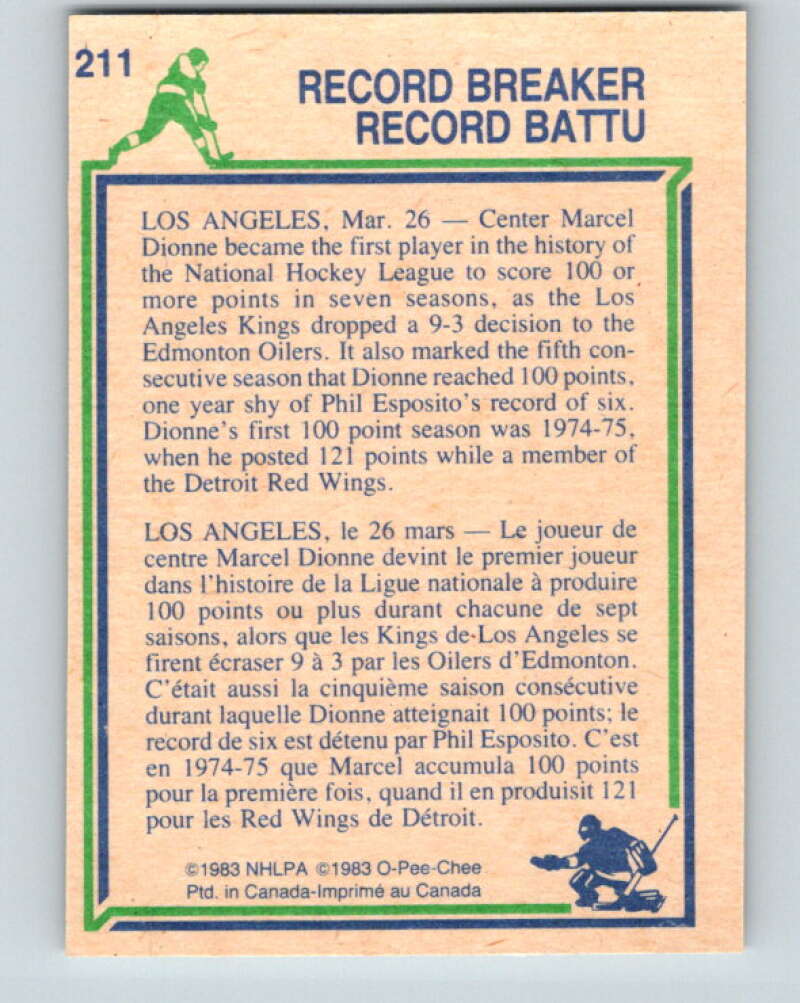 211
RECORD BREAKER
RECORD BATTU
LOS ANGELES, Mar. 26 — Center Marcel
Dionne became the first player in the history of
the National Hockey League to score 100 or
more points in seven seasons, as the Los
Angeles Kings dropped a 9-3 decision to the
Edmonton Oilers. It also marked the fifth con-
secutive season that Dionne reached 100 points,
one year shy of Phil Esposito's record of six.
Dionne's first 100 point season was 1974-75,
when he posted 121 points while a member of
the Detroit Red Wings.
LOS ANGELES, le 26 mars — Le joueur de
centre Marcel Dionne devint le premier joueur
dans l'histoire de la Ligue nationale à produire
100 points ou plus durant chacune de sept
saisons, alors que les Kings de Los Angeles se
firent écraser 9 à 3 par les Oilers d'Edmonton.
C'était aussi la cinquième saison consécutive
durant laquelle Dionne atteignait 100 points; le
record de six est détenu par Phil Esposito. C'est
en 1974-75 que Marcel accumula 100 points
pour la première fois, quand il en produisit 121
pour les Red Wings de Détroit.
©1983 NHLPA ©1983 O-Pee-Chee
Ptd. in Canada-Imprimé au Canada